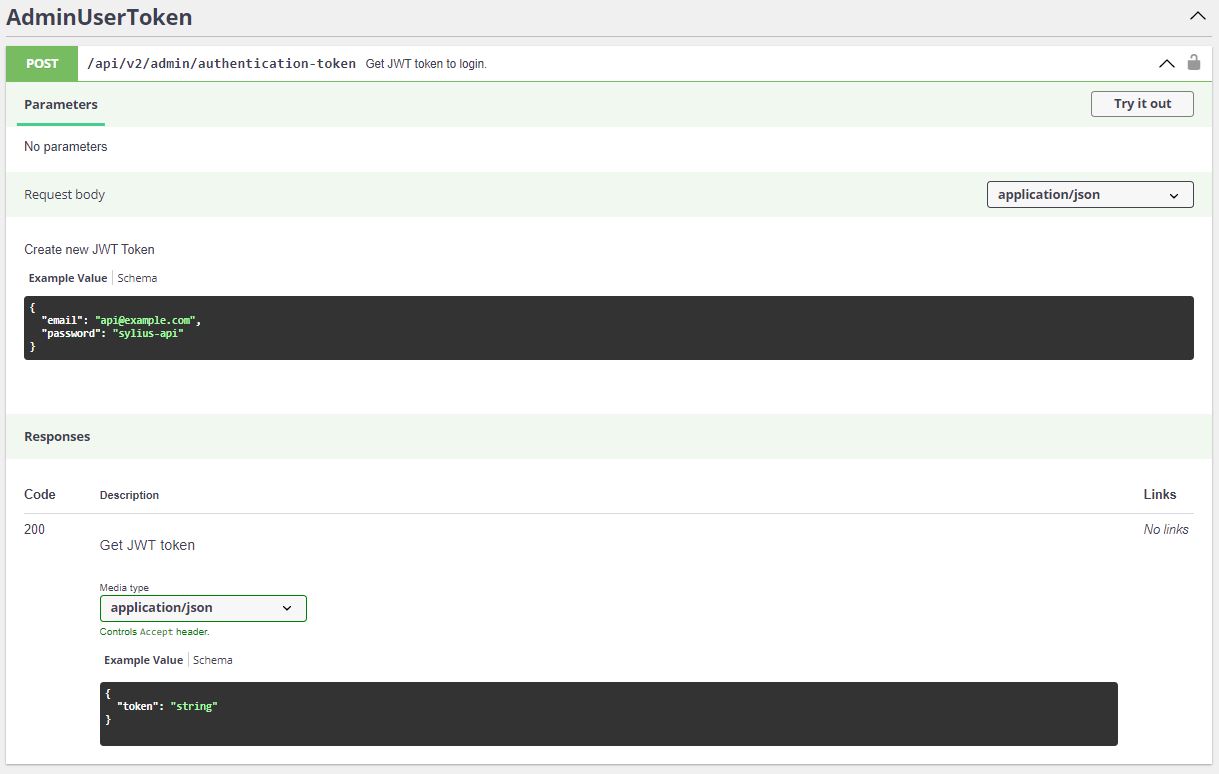 AdminUserToken
POST /api/v2/admin/authentication-token Get JWT token to login.
Parameters Try it out
No parameters
Request body application/json
Create new JWT Token
Example Value Schema
{
"email": "api@example.com",
"password": "sylius-api"
}
Responses
Code Description Links
200 Get JWT token No links
Media type
application/json
Controls Accept header.
Example Value Schema
{
"token": "string"
}